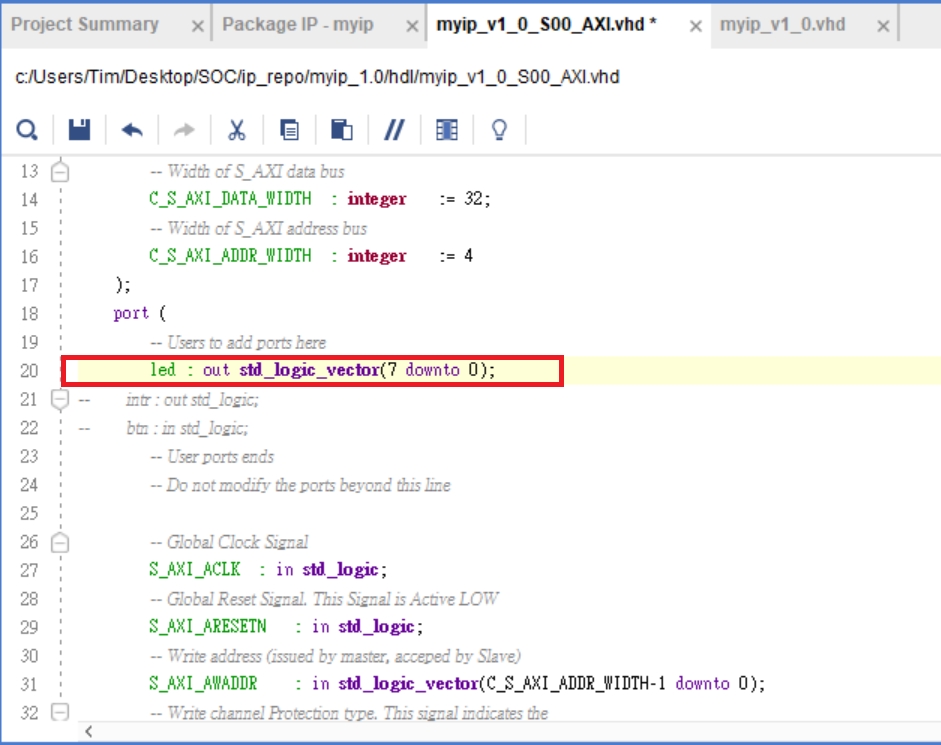 Project Summary × Package IP - myip × myip_v1_0_S00_AXI.vhd * × myip_v1_0.vhd ×
c:/Users/Tim/Desktop/SOC/ip_repo/myip_1.0/hdl/myip_v1_0_S00_AXI.vhd
13 -- Width of S_AXI data bus
14 C_S_AXI_DATA_WIDTH : integer := 32;
15 -- Width of S_AXI address bus
16 C_S_AXI_ADDR_WIDTH : integer := 4
17 );
18 port (
19 -- Users to add ports here
20 led : out std_logic_vector(7 downto 0);
21 -- intr : out std_logic;
22 -- btn : in std_logic;
23 -- User ports ends
24 -- Do not modify the ports beyond this line
25
26 -- Global Clock Signal
27 S_AXI_ACLK : in std_logic;
28 -- Global Reset Signal. This Signal is Active LOW
29 S_AXI_ARESETN : in std_logic;
30 -- Write address (issued by master, acceped by Slave)
31 S_AXI_AWADDR : in std_logic_vector(C_S_AXI_ADDR_WIDTH-1 downto 0);
32 -- Write channel Protection type. This signal indicates the